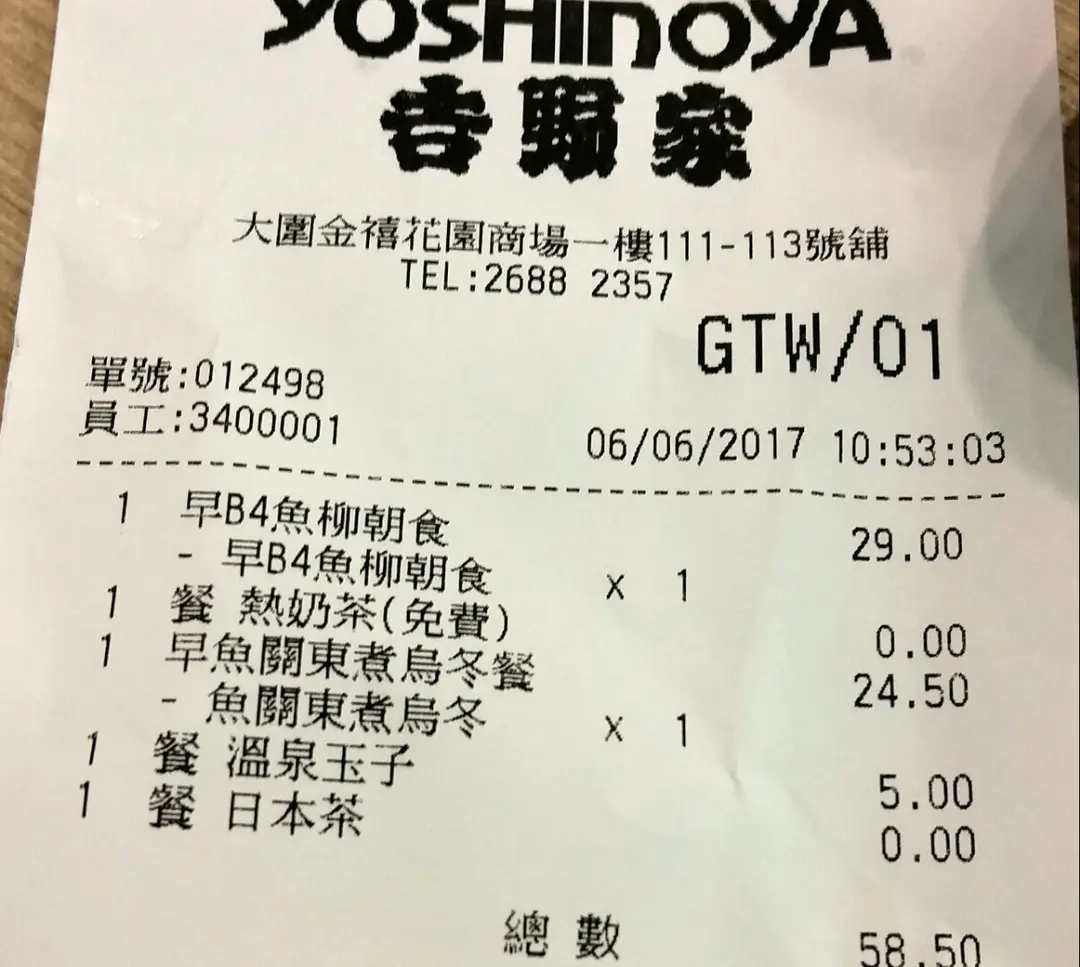 YOSHINOYA
吉野家
大圍金禧花園商場一樓111-113號舖
TEL:2688 2357
GTW/01
單號:012498
員工:3400001
06/06/2017 10:53:03
1 早B4魚柳朝食 29.00
- 早B4魚柳朝食 x 1
1 餐 熱奶茶(免費) 0.00
1 早魚關東煮烏冬餐 24.50
- 魚關東煮烏冬 x 1
1 餐 溫泉玉子 5.00
1 餐 日本茶 0.00
總數 58.50